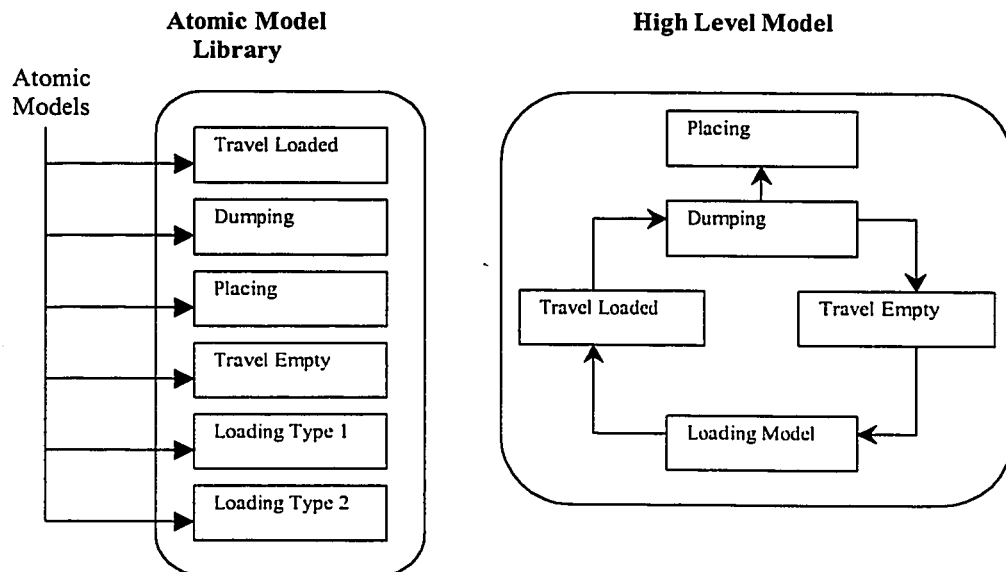 Atomic Model
Library
High Level Model
Atomic
Models
Travel Loaded
Dumping
Placing
Travel Empty
Loading Type 1
Loading Type 2
Placing
Dumping
Travel Loaded
Travel Empty
Loading Model